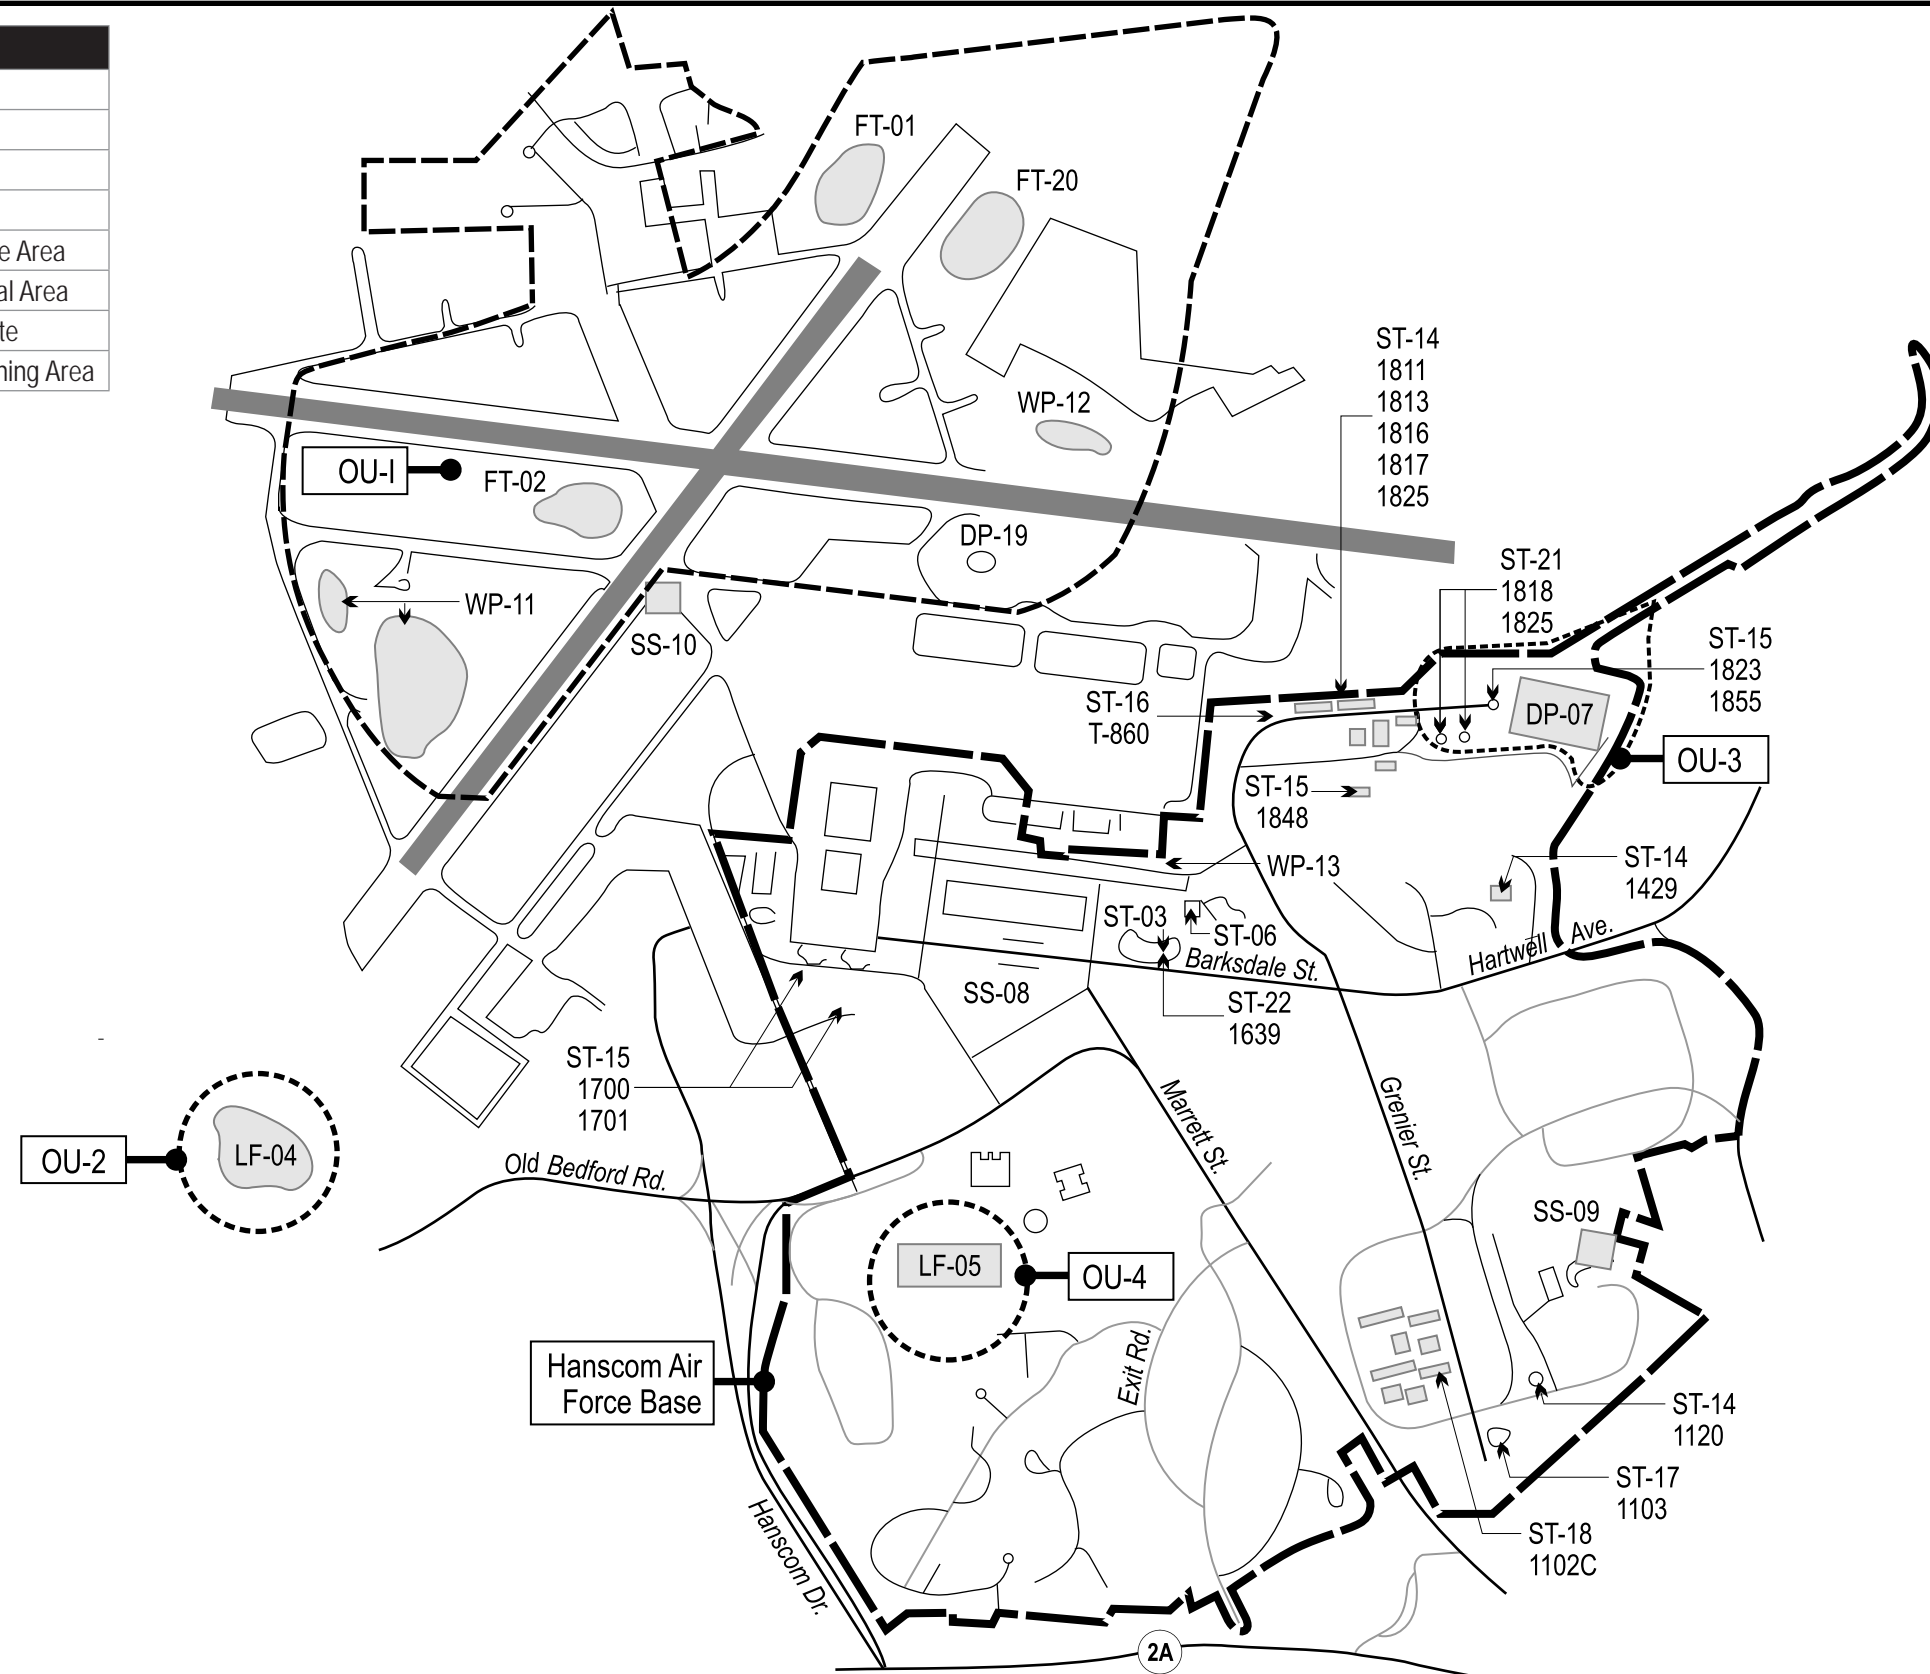 e Area
al Area
te
ning Area
FT-01
FT-20
WP-12
OU-I
FT-02
DP-19
WP-11
SS-10
ST-14
1811
1813
1816
1817
1825
ST-21
1818
1825
ST-15
1823
1855
ST-16
T-860
DP-07
OU-3
ST-15
1848
WP-13
ST-14
1429
ST-03
ST-06
Hartwell Ave.
Barksdale St.
SS-08
ST-22
1639
ST-15
1700
1701
Marrett St.
Grenier St.
OU-2
LF-04
Old Bedford Rd.
SS-09
LF-05
OU-4
Hanscom Air
Force Base
Exit Rd.
ST-14
1120
ST-17
1103
Hanscom Dr.
ST-18
1102C
2A